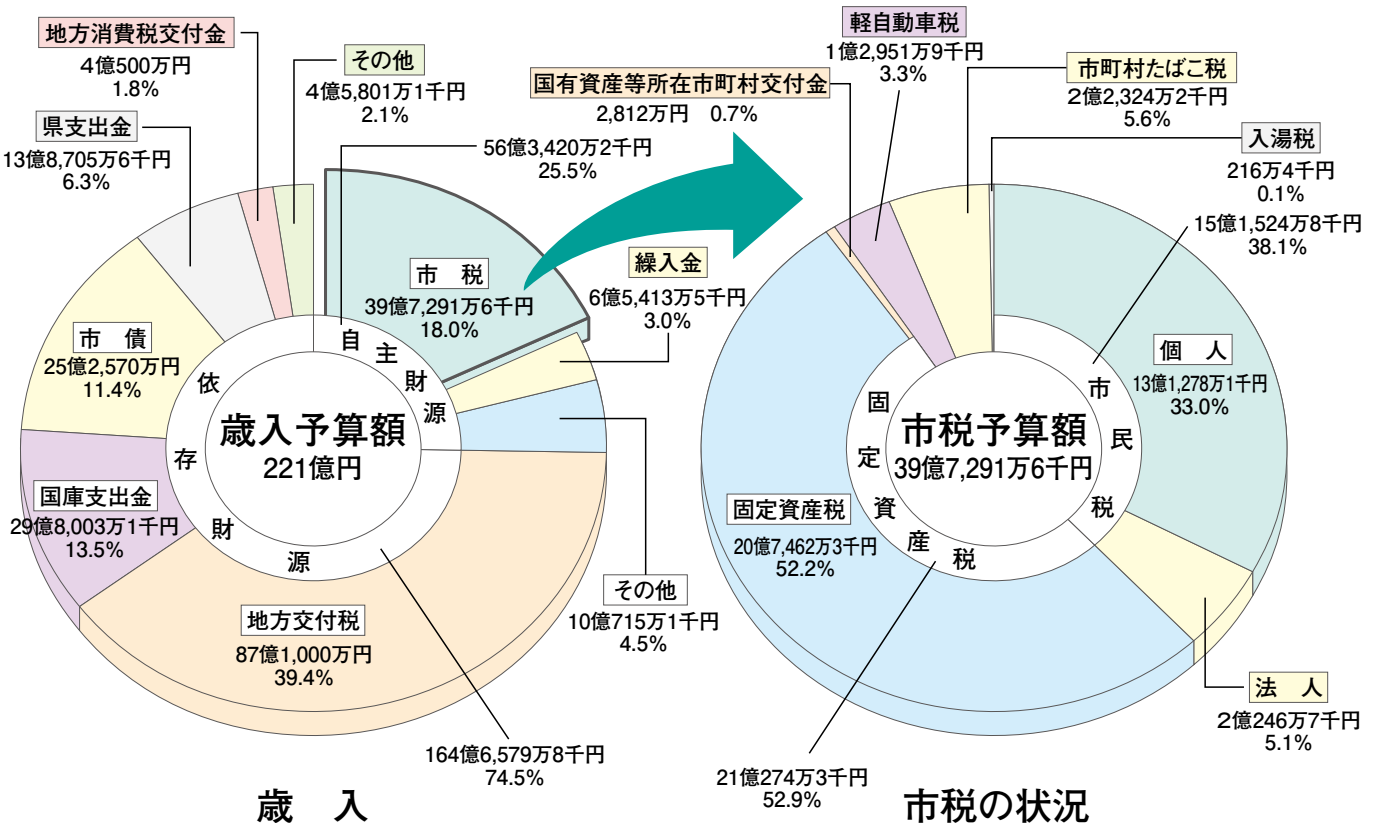 地方消費税交付金
4億500万円
1.8%
その他
4億5,801万1千円
2.1%
県支出金
13億8,705万6千円
6.3%
56億3,420万2千円
25.5%
市　税
39億7,291万6千円
18.0%
繰入金
6億5,413万5千円
3.0%
市　債
25億2,570万円
11.4%
自主財源
依存財源
歳入予算額
221億円
国庫支出金
29億8,003万1千円
13.5%
その他
10億715万1千円
4.5%
地方交付税
87億1,000万円
39.4%
164億6,579万8千円
74.5%
歳　入
軽自動車税
1億2,951万9千円
3.3%
国有資産等所在市町村交付金
2,812万円　0.7%
市町村たばこ税
2億2,324万2千円
5.6%
入湯税
216万4千円
0.1%
15億1,524万8千円
38.1%
個　人
13億1,278万1千円
33.0%
市民税
固定資産税
市税予算額
39億7,291万6千円
固定資産税
20億7,462万3千円
52.2%
法　人
2億246万7千円
5.1%
21億274万3千円
52.9%
市税の状況